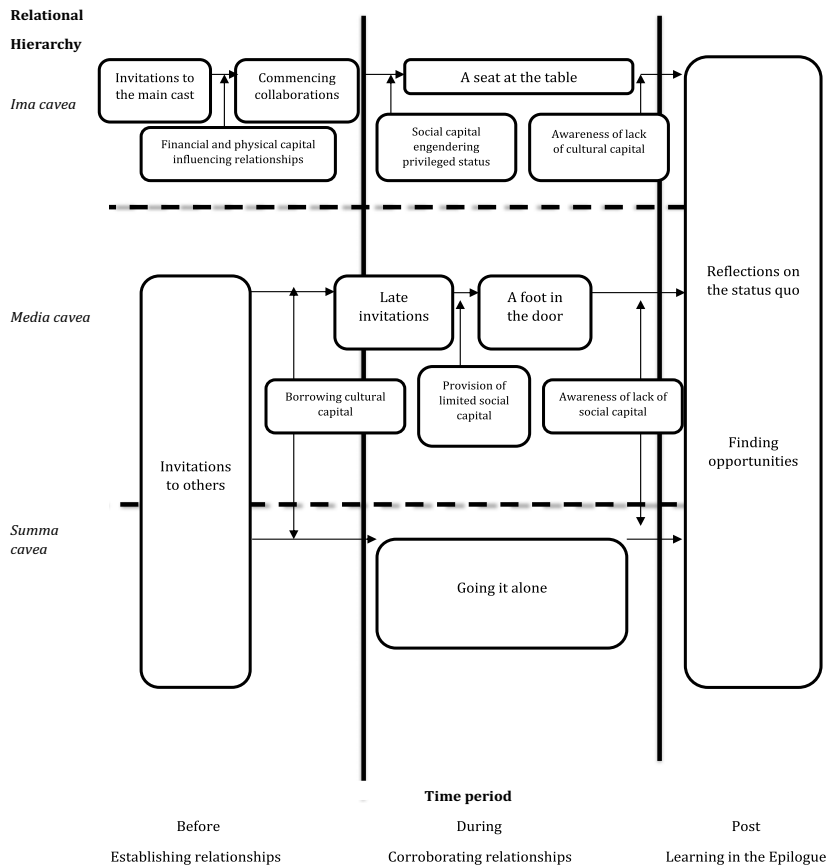 Relational
Hierarchy
Ima cavea
Invitations to
the main cast
Commencing
collaborations
Financial and physical capital
influencing relationships
A seat at the table
Social capital
engendering
privileged status
Awareness of lack
of cultural capital
Media cavea
Invitations
to others
Late
invitations
A foot in
the door
Borrowing cultural
capital
Provision of
limited social
capital
Awareness of lack of
social capital
Reflections on
the status quo
Finding
opportunities
Summa
cavea
Going it alone
Time period
Before
During
Post
Establishing relationships
Corroborating relationships
Learning in the Epilogue